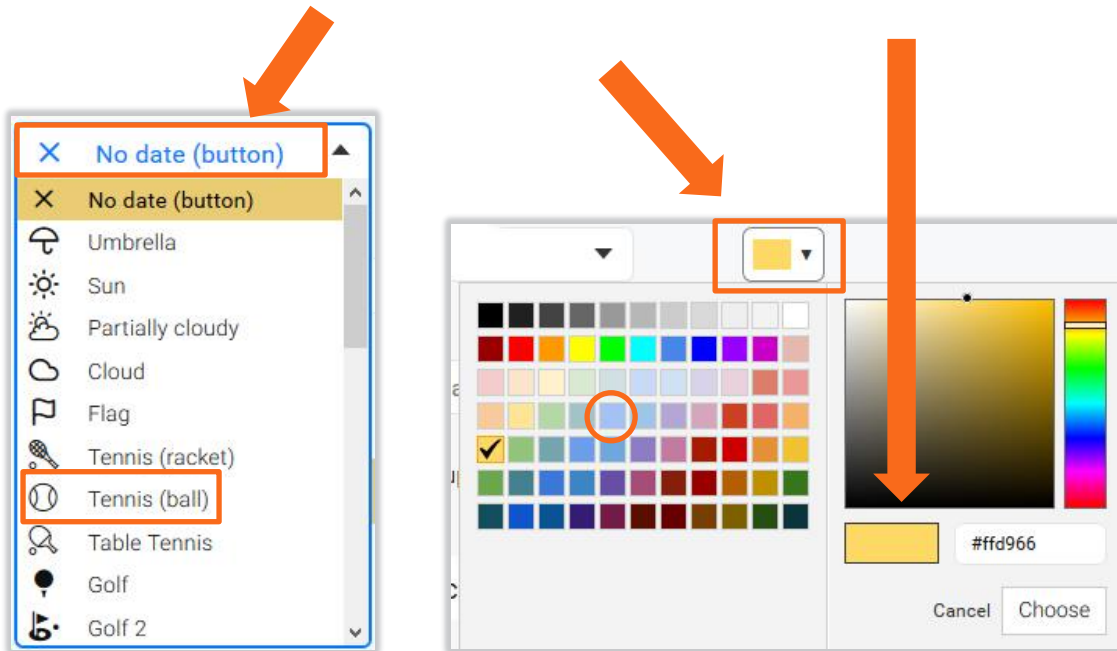 No date (button)
No date (button)
Umbrella
Sun
Partially cloudy
Cloud
Flag
Tennis (racket)
Tennis (ball)
Table Tennis
Golf
Golf 2
#ffd966
Cancel Choose